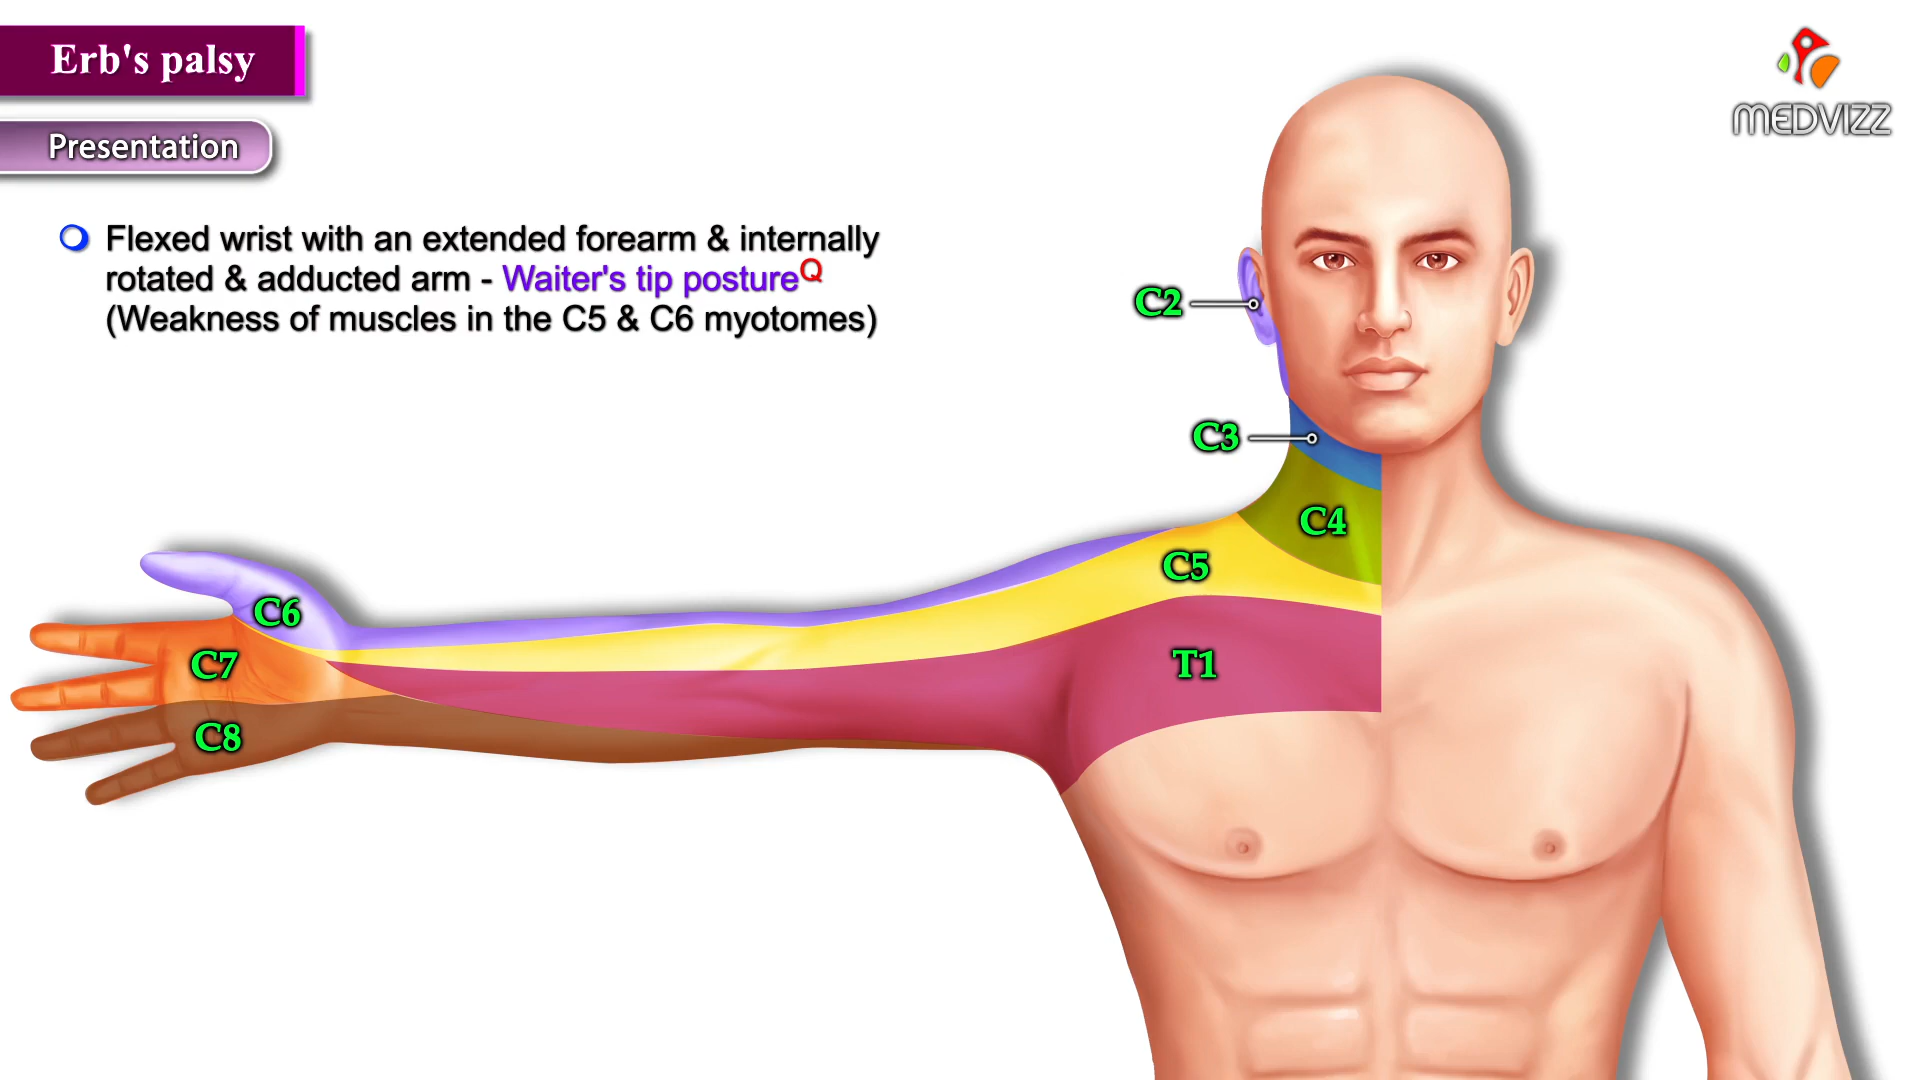 Erb's palsy
Presentation
MEDVIZZ
Flexed wrist with an extended forearm & internally
rotated & adducted arm - Waiter's tip postureQ
(Weakness of muscles in the C5 & C6 myotomes)
C2
C3
C4
C5
C6
C7
T1
C8